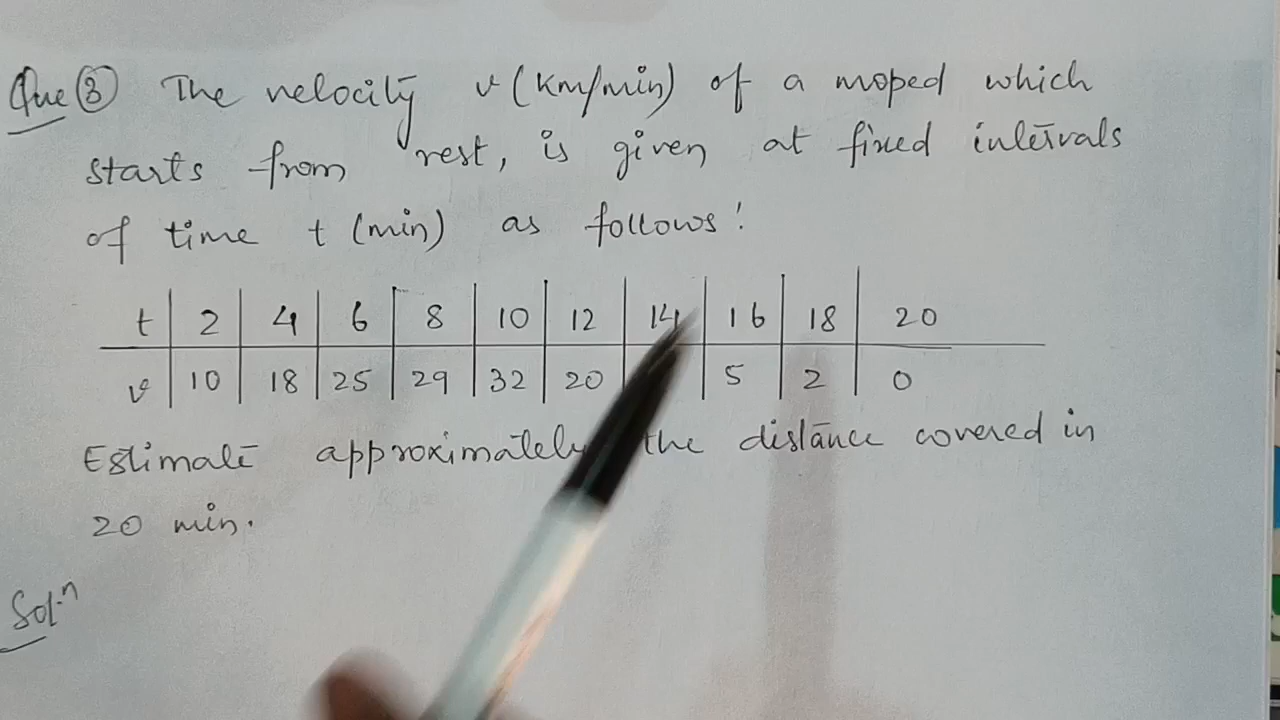 Que ③ The velocity v (Km/min) of a moped which
starts from rest, is given at fixed intervals
of time t (min) as follows:
t 2 4 6 8 10 12 14 16 18 20
v 10 18 25 29 32 20 5 2 0
Estimate approximately the distance covered in
20 min.
Sol.n